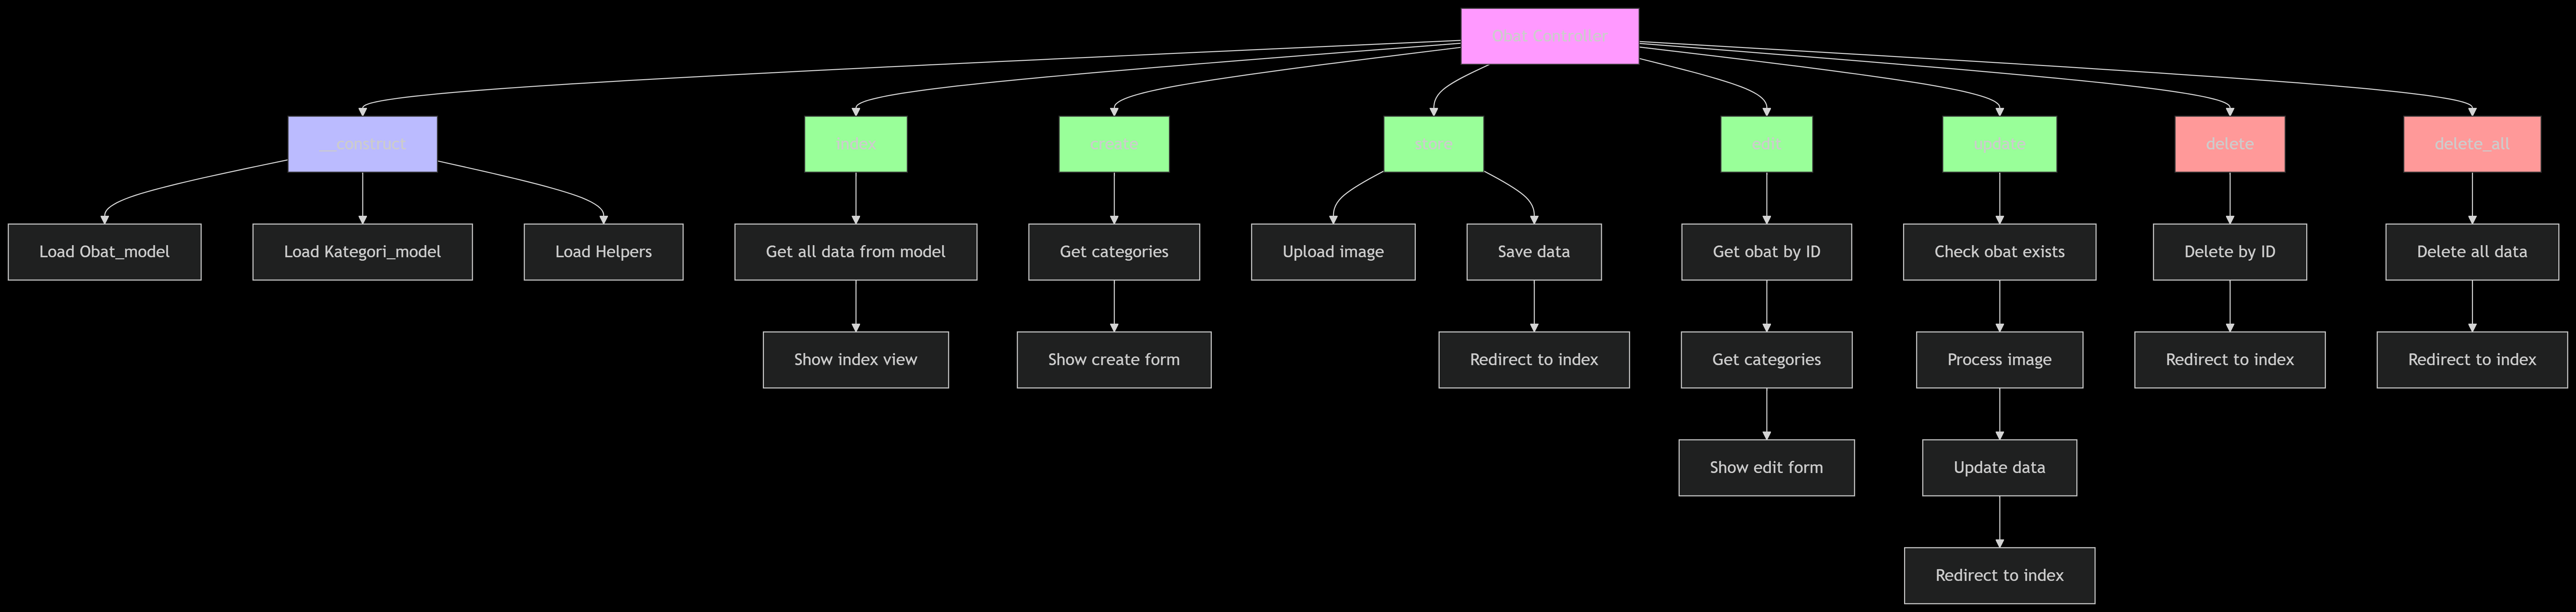 Obat Controller
__construct
index
create
store
edit
update
delete
delete_all
Load Obat_model
Load Kategori_model
Load Helpers
Get all data from model
Get categories
Upload image
Save data
Get obat by ID
Check obat exists
Delete by ID
Delete all data
Show index view
Show create form
Redirect to index
Get categories
Process image
Redirect to index
Redirect to index
Show edit form
Update data
Redirect to index